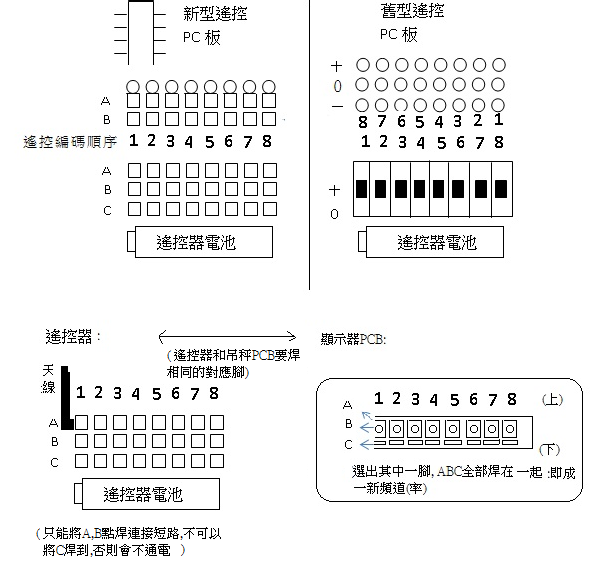 新型遙控
PC 板
A
B
遙控編碼順序 1 2 3 4 5 6 7 8
A
B
C
遙控器電池
舊型遙控
PC 板
+
0
−
8 7 6 5 4 3 2 1
1 2 3 4 5 6 7 8
+
0
遙控器電池
遙控器:
(遙控器和吊秤PCB要焊
相同的對應腳)
天
線
1 2 3 4 5 6 7 8
A
B
C
遙控器電池
(只能將A,B點焊連接短路,不可以
將C焊到,否則會不通電 )
顯示器PCB:
1 2 3 4 5 6 7 8 (上)
A
B
C
(下)
選出其中一腳, ABC全部焊在 一起 :即成
一新頻道(率)